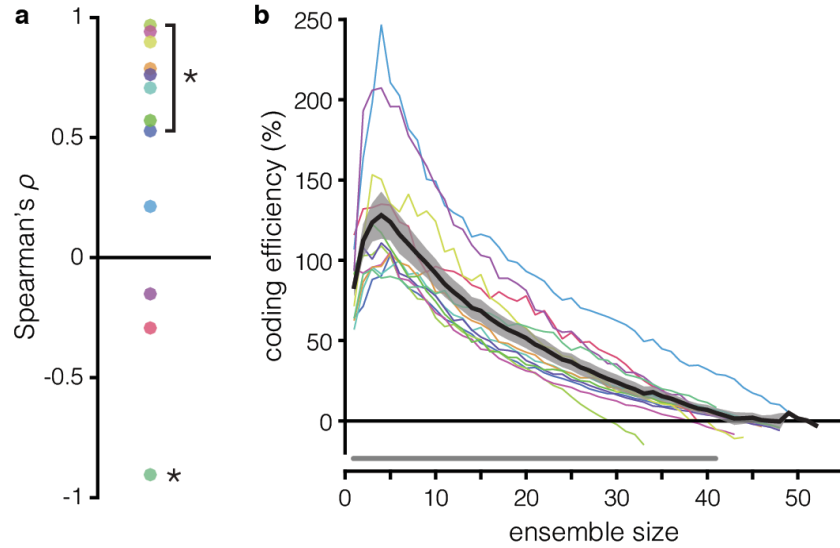 a
1
0.5
0
-0.5
-1
Spearman's ρ
*
*
b
250
200
150
100
50
0
coding efficiency (%)
0 10 20 30 40 50
ensemble size